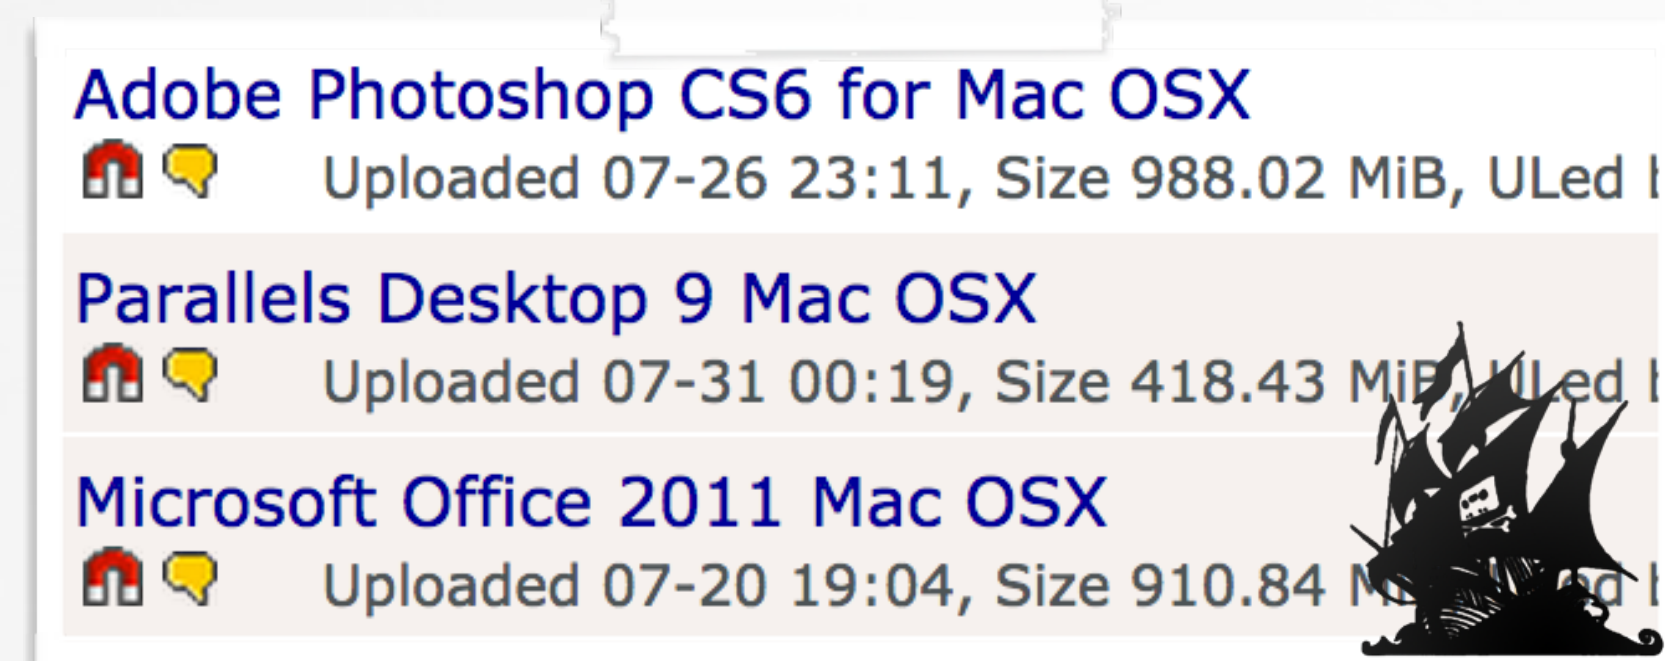 Adobe Photoshop CS6 for Mac OSX
Uploaded 07-26 23:11, Size 988.02 MiB, ULed
Parallels Desktop 9 Mac OSX
Uploaded 07-31 00:19, Size 418.43 MiB, ULed
Microsoft Office 2011 Mac OSX
Uploaded 07-20 19:04, Size 910.84